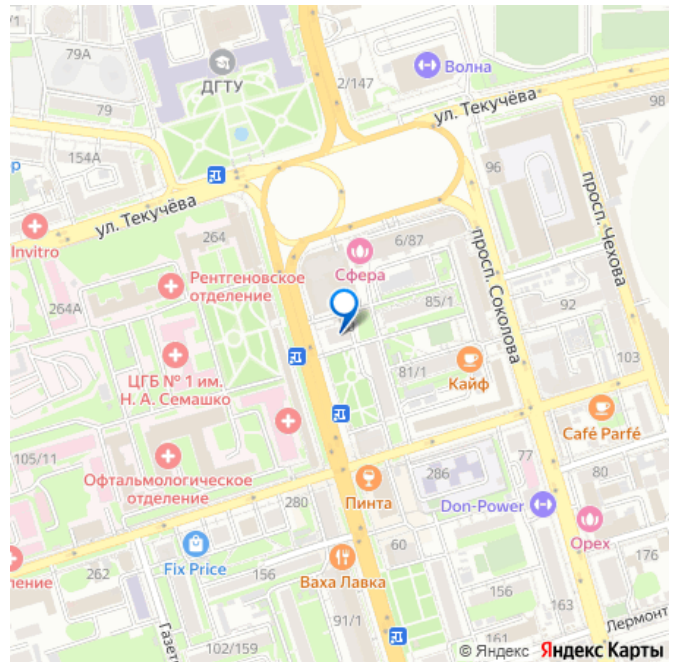 /1
79А
ДГТУ
2/147
Волна
ул. Текучёва
98
79
154А
р
96
просп. Чехова
ул. Текучёва
Invitro
264
6/87
Сфера
просп. Соколова
Рентгеновское
отделение
264А
85/1
92
ЦГБ № 1 им.
Н. А. Семашко
81/1
Кайф
103
Café Parfé
105/11
Офтальмологическое
отделение
286
77
80
280
Пинта
Don-Power
Орех
Fix Price
60
176
ление
262
156
Ваха Лавка
156
163
Газетн
91/1
Лермонт
102/159
161
© Яндекс Яндекс Карты